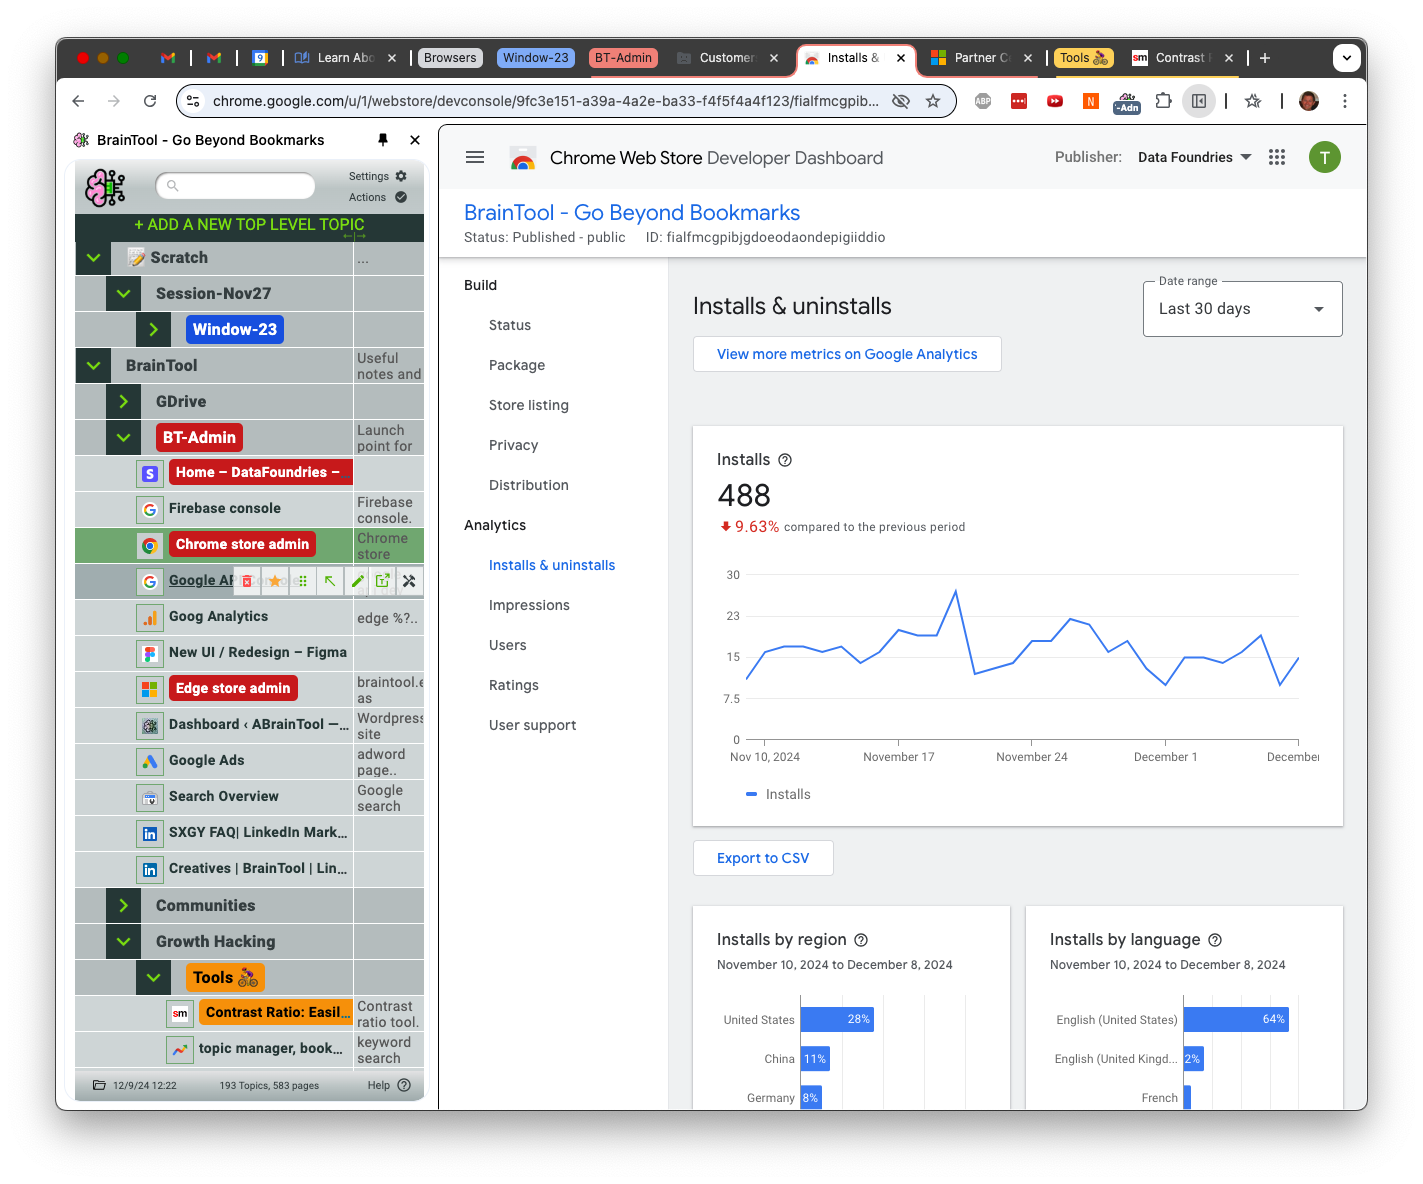 Learn Abo
Browsers
Window-23
BT-Admin
Customer
Installs &
Partner C
Tools
Contrast
chrome.google.com/u/1/webstore/devconsole/9fc3e151-a39a-4a2e-ba33-f4f5f4a4f123/fialfmcgpib...
ABP
N
-Adn
BrainTool - Go Beyond Bookmarks
Settings
Actions
+ ADD A NEW TOP LEVEL TOPIC
Scratch
...
Session-Nov27
Window-23
BrainTool
Useful
notes and
GDrive
BT-Admin
Launch
point for
Home – DataFoundries –...
Firebase console
Firebase
console.
Chrome store admin
Chrome
store
Google API Console
Goog Analytics
edge %?..
New UI / Redesign – Figma
Edge store admin
braintool.e
as
Dashboard ‹ ABrainTool —...
Wordpress
site
Google Ads
adword
page..
Search Overview
Google
search
SXGY FAQ| LinkedIn Mark...
Creatives | BrainTool | Lin...
Communities
Growth Hacking
Tools
sm
Contrast Ratio: Easil...
Contrast
ratio tool.
topic manager, book...
keyword
search
12/9/24 12:22
193 Topics, 583 pages
Help
Chrome Web Store Developer Dashboard
Publisher:
Data Foundries
T
BrainTool - Go Beyond Bookmarks
Status: Published - public
ID: fialfmcgpibjgdoeodaondepigiiddio
Build
Status
Package
Store listing
Privacy
Distribution
Analytics
Installs & uninstalls
Impressions
Users
Ratings
User support
Installs & uninstalls
Date range
Last 30 days
View more metrics on Google Analytics
Installs
488
9.63% compared to the previous period
30
23
15
7.5
0
Nov 10, 2024
November 17
November 24
December 1
December
Installs
Export to CSV
Installs by region
November 10, 2024 to December 8, 2024
United States
28%
China
11%
Germany
8%
Installs by language
November 10, 2024 to December 8, 2024
English (United States)
64%
English (United Kingd...
2%
French